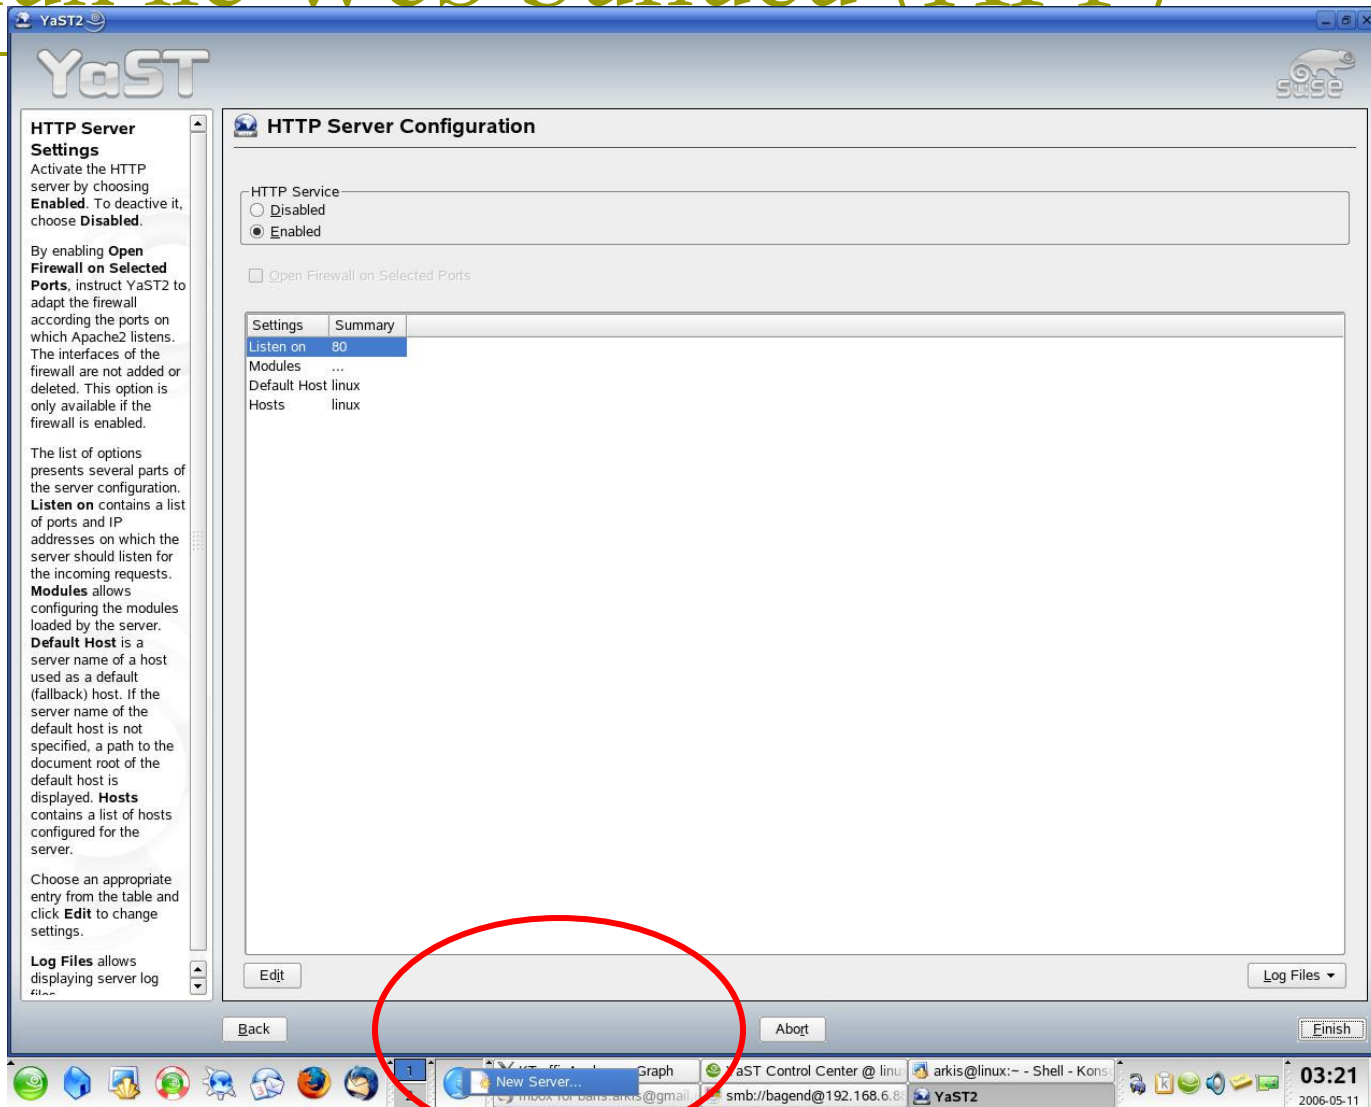 YaST2
YaST
suse
HTTP Server
Settings
Activate the HTTP
server by choosing
Enabled. To deactive it,
choose Disabled.
By enabling Open
Firewall on Selected
Ports, instruct YaST2 to
adapt the firewall
according the ports on
which Apache2 listens.
The interfaces of the
firewall are not added or
deleted. This option is
only available if the
firewall is enabled.
The list of options
presents several parts of
the server configuration.
Listen on contains a list
of ports and IP
addresses on which the
server should listen for
the incoming requests.
Modules allows
configuring the modules
loaded by the server.
Default Host is a
server name of a host
used as a default
(fallback) host. If the
server name of the
default host is not
specified, a path to the
document root of the
default host is
displayed. Hosts
contains a list of hosts
configured for the
server.
Choose an appropriate
entry from the table and
click Edit to change
settings.
Log Files allows
displaying server log
files
HTTP Server Configuration
HTTP Service
Disabled
Enabled
Open Firewall on Selected Ports
Settings Summary
Listen on 80
Modules ...
Default Host linux
Hosts linux
Edit
Log Files
Back
Abort
Finish
1
New Server...
Graph
YaST Control Center @ linu
arkis@linux:~ - Shell - Kons
Inbox for baris.arkis@gmail
smb://bagend@192.168.6.8
YaST2
03:21
2006-05-11